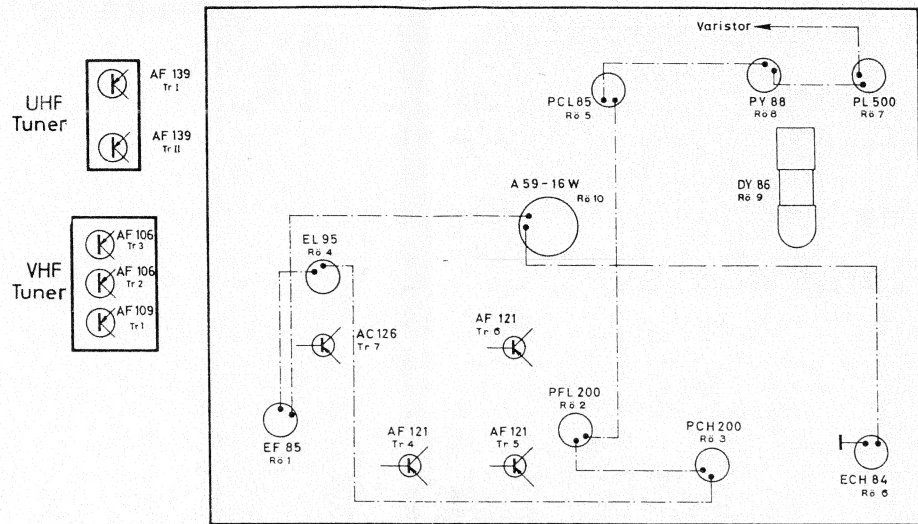 UHF
Tuner
AF 139
Tr I
AF 139
Tr II
VHF
Tuner
AF 106
Tr 3
AF 106
Tr 2
AF 109
Tr 1
Varistor
PCL 85
Rö 5
PY 88
Rö 8
PL 500
Rö 7
A 59-16 W
Rö 10
DY 86
Rö 9
EL 95
Rö 4
AC 126
Tr 7
AF 121
Tr 6
PFL 200
Rö 2
EF 85
Rö 1
AF 121
Tr 4
AF 121
Tr 5
PCH 200
Rö 3
ECH 84
Rö 6